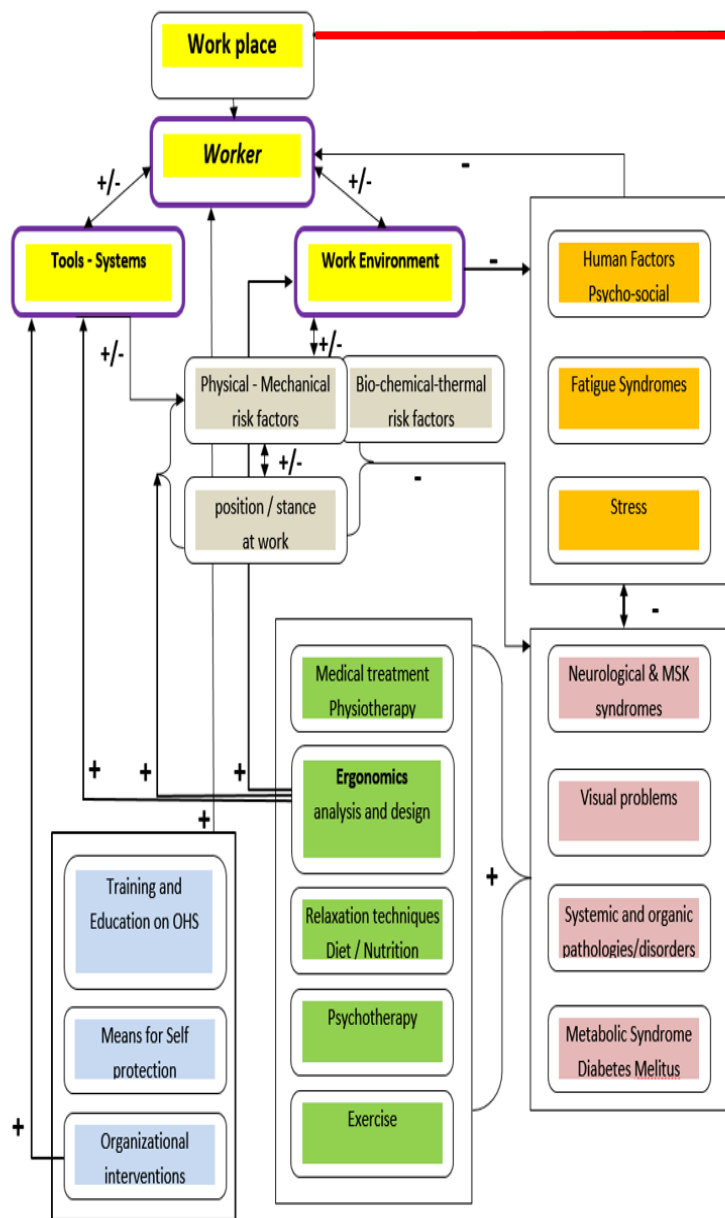 Work place
Worker
-
+/-
+/-
Tools - Systems
Work Environment
-
Human Factors
Psycho-social
+/-
+/-
Physical - Mechanical
risk factors
Bio-chemical-thermal
risk factors
Fatigue Syndromes
+/-
-
position / stance
at work
Stress
-
Medical treatment
Physiotherapy
Neurological & MSK
syndromes
+
+
+
Ergonomics
analysis and design
Visual problems
+
+
Training and
Education on OHS
Relaxation techniques
Diet / Nutrition
Systemic and organic
pathologies/disorders
Means for Self
protection
Psychotherapy
Metabolic Syndrome
Diabetes Melitus
+
Organizational
interventions
Exercise